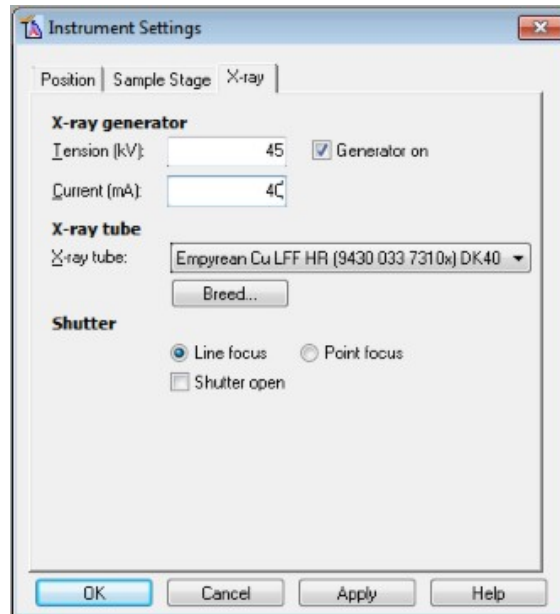 Instrument Settings
Position Sample Stage X-ray
X-ray generator
Tension (kV): 45 Generator on
Current (mA): 40
X-ray tube
X-ray tube: Empyrean Cu LFF HR (9430 033 7310x) DK40
Breed...
Shutter
Line focus Point focus
Shutter open
OK Cancel Apply Help